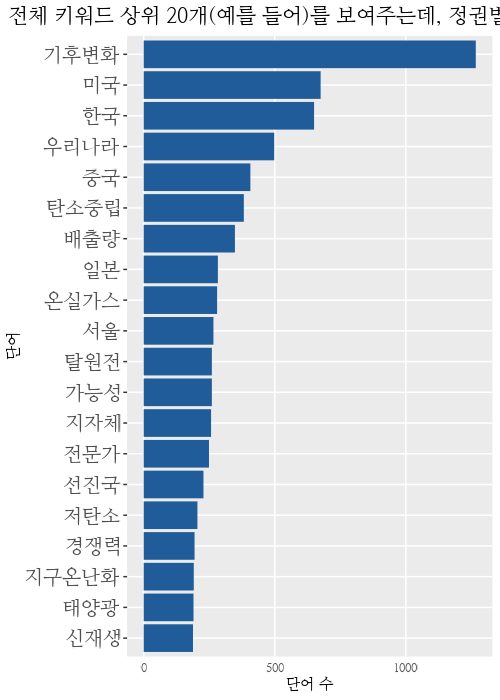 전체 키워드 상위 20개(예를 들어)를 보여주는데, 정권별
기후변화
미국
한국
우리나라
중국
탄소중립
배출량
일본
온실가스
서울
탈원전
가능성
지자체
전문가
선진국
저탄소
경쟁력
지구온난화
태양광
신재생
단어
0 500 1000
단어 수